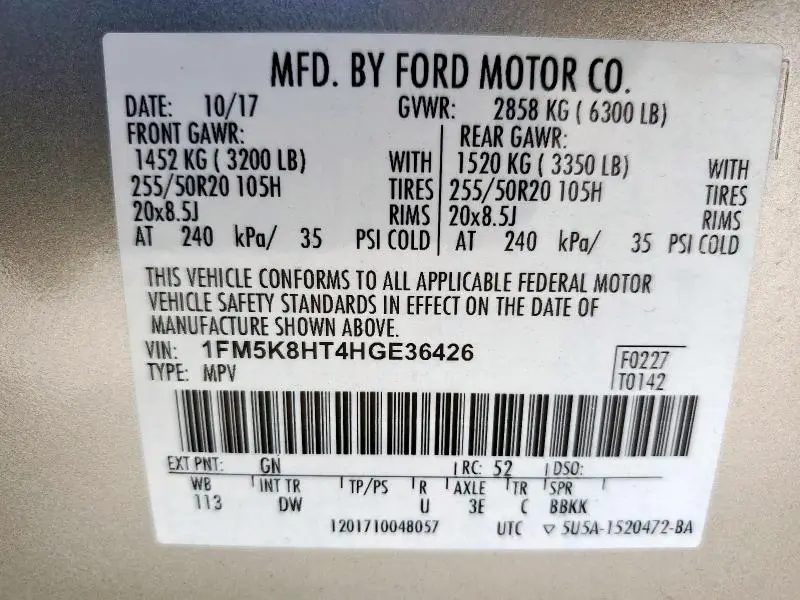 MFD. BY FORD MOTOR CO.
DATE: 10/17 GVWR: 2858 KG ( 6300 LB)
FRONT GAWR: REAR GAWR:
1452 KG ( 3200 LB) WITH 1520 KG ( 3350 LB) WITH
255/50R20 105H TIRES 255/50R20 105H TIRES
20x8.5J RIMS 20x8.5J RIMS
AT 240 kPa/ 35 PSI COLD AT 240 kPa/ 35 PSI COLD
THIS VEHICLE CONFORMS TO ALL APPLICABLE FEDERAL MOTOR
VEHICLE SAFETY STANDARDS IN EFFECT ON THE DATE OF
MANUFACTURE SHOWN ABOVE.
VIN: 1FM5K8HT4HGE36426
TYPE: MPV
F0227
T0142
EXT PNT: GN RC: 52 DSO:
WB INT TR TP/PS R AXLE TR SPR
113 DW U 3E C BBKK
1201710048057 UTC ▽ 5U5A-1520472-BA